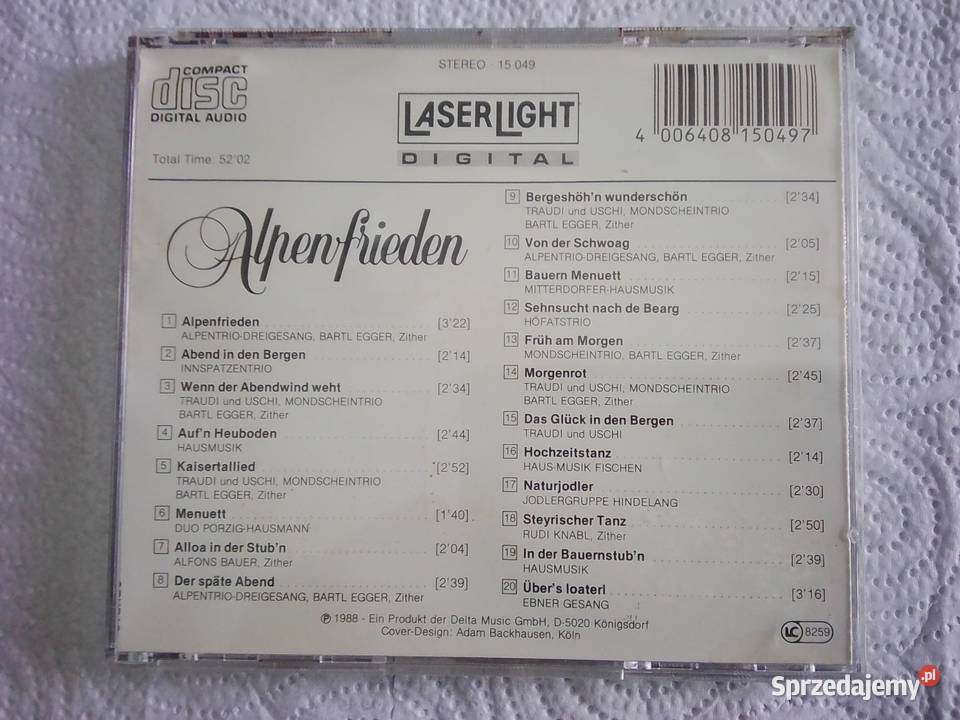 COMPACT
disc
DIGITAL AUDIO
STEREO · 15 049
LASERLIGHT
DIGITAL
4 006408 150497
Total Time: 52'02
Alpenfrieden
1 Alpenfrieden [3'22]
ALPENTRIO-DREIGESANG, BARTL EGGER, Zither
2 Abend in den Bergen [2'14]
INNSPATZENTRIO
3 Wenn der Abendwind weht [2'34]
TRAUDI und USCHI, MONDSCHEINTRIO
BARTL EGGER, Zither
4 Auf'n Heuboden [2'44]
HAUSMUSIK
5 Kaisertallied [2'52]
TRAUDI und USCHI, MONDSCHEINTRIO
BARTL EGGER, Zither
6 Menuett [1'40]
DUO PORZIG-HAUSMANN
7 Alloa in der Stub'n [2'04]
ALFONS BAUER, Zither
8 Der späte Abend [2'39]
ALPENTRIO-DREIGESANG, BARTL EGGER, Zither
9 Bergeshöh'n wunderschön [2'34]
TRAUDI und USCHI, MONDSCHEINTRIO
BARTL EGGER, Zither
10 Von der Schwoag [2'05]
ALPENTRIO-DREIGESANG, BARTL EGGER, Zither
11 Bauern Menuett [2'15]
MITTERDORFER-HAUSMUSIK
12 Sehnsucht nach de Bearg [2'25]
HÖFATSTRIO
13 Früh am Morgen [2'37]
MONDSCHEINTRIO, BARTL EGGER, Zither
14 Morgenrot [2'45]
TRAUDI und USCHI, MONDSCHEINTRIO
BARTL EGGER, Zither
15 Das Glück in den Bergen [2'37]
TRAUDI und USCHI
16 Hochzeitstanz [2'14]
HAUS-MUSIK FISCHEN
17 Naturjodler [2'30]
JODLERGRUPPE HINDELANG
18 Steyrischer Tanz [2'50]
RUDI KNABL, Zither
19 In der Bauernstub'n [2'39]
HAUSMUSIK
20 Über's loaterl [3'16]
EBNER GESANG
℗ 1988 - Ein Produkt der Delta Music GmbH, D-5020 Königsdorf
Cover-Design: Adam Backhausen, Köln
LC 8259
Sprzedajemy.pl